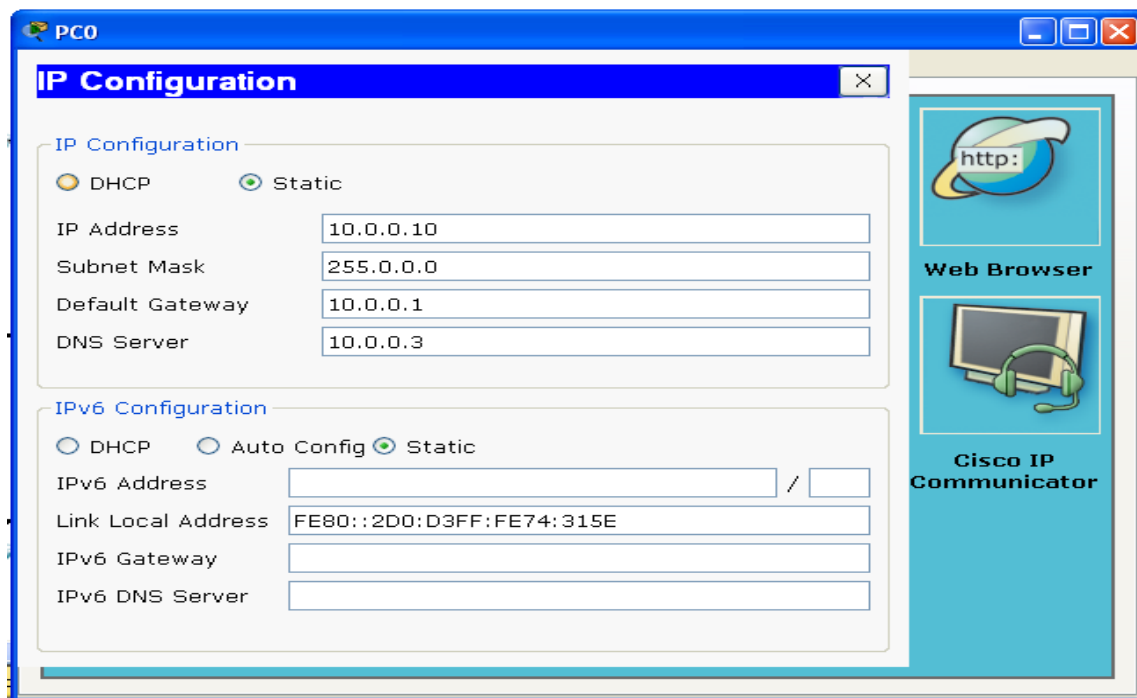 PC0
IP Configuration
X
http:
IP Configuration
DHCP Static
IP Address 10.0.0.10
Subnet Mask 255.0.0.0
Web Browser
Default Gateway 10.0.0.1
DNS Server 10.0.0.3
IPv6 Configuration
DHCP Auto Config Static
IPv6 Address /
Cisco IP
Communicator
Link Local Address FE80::2D0:D3FF:FE74:315E
IPv6 Gateway
IPv6 DNS Server